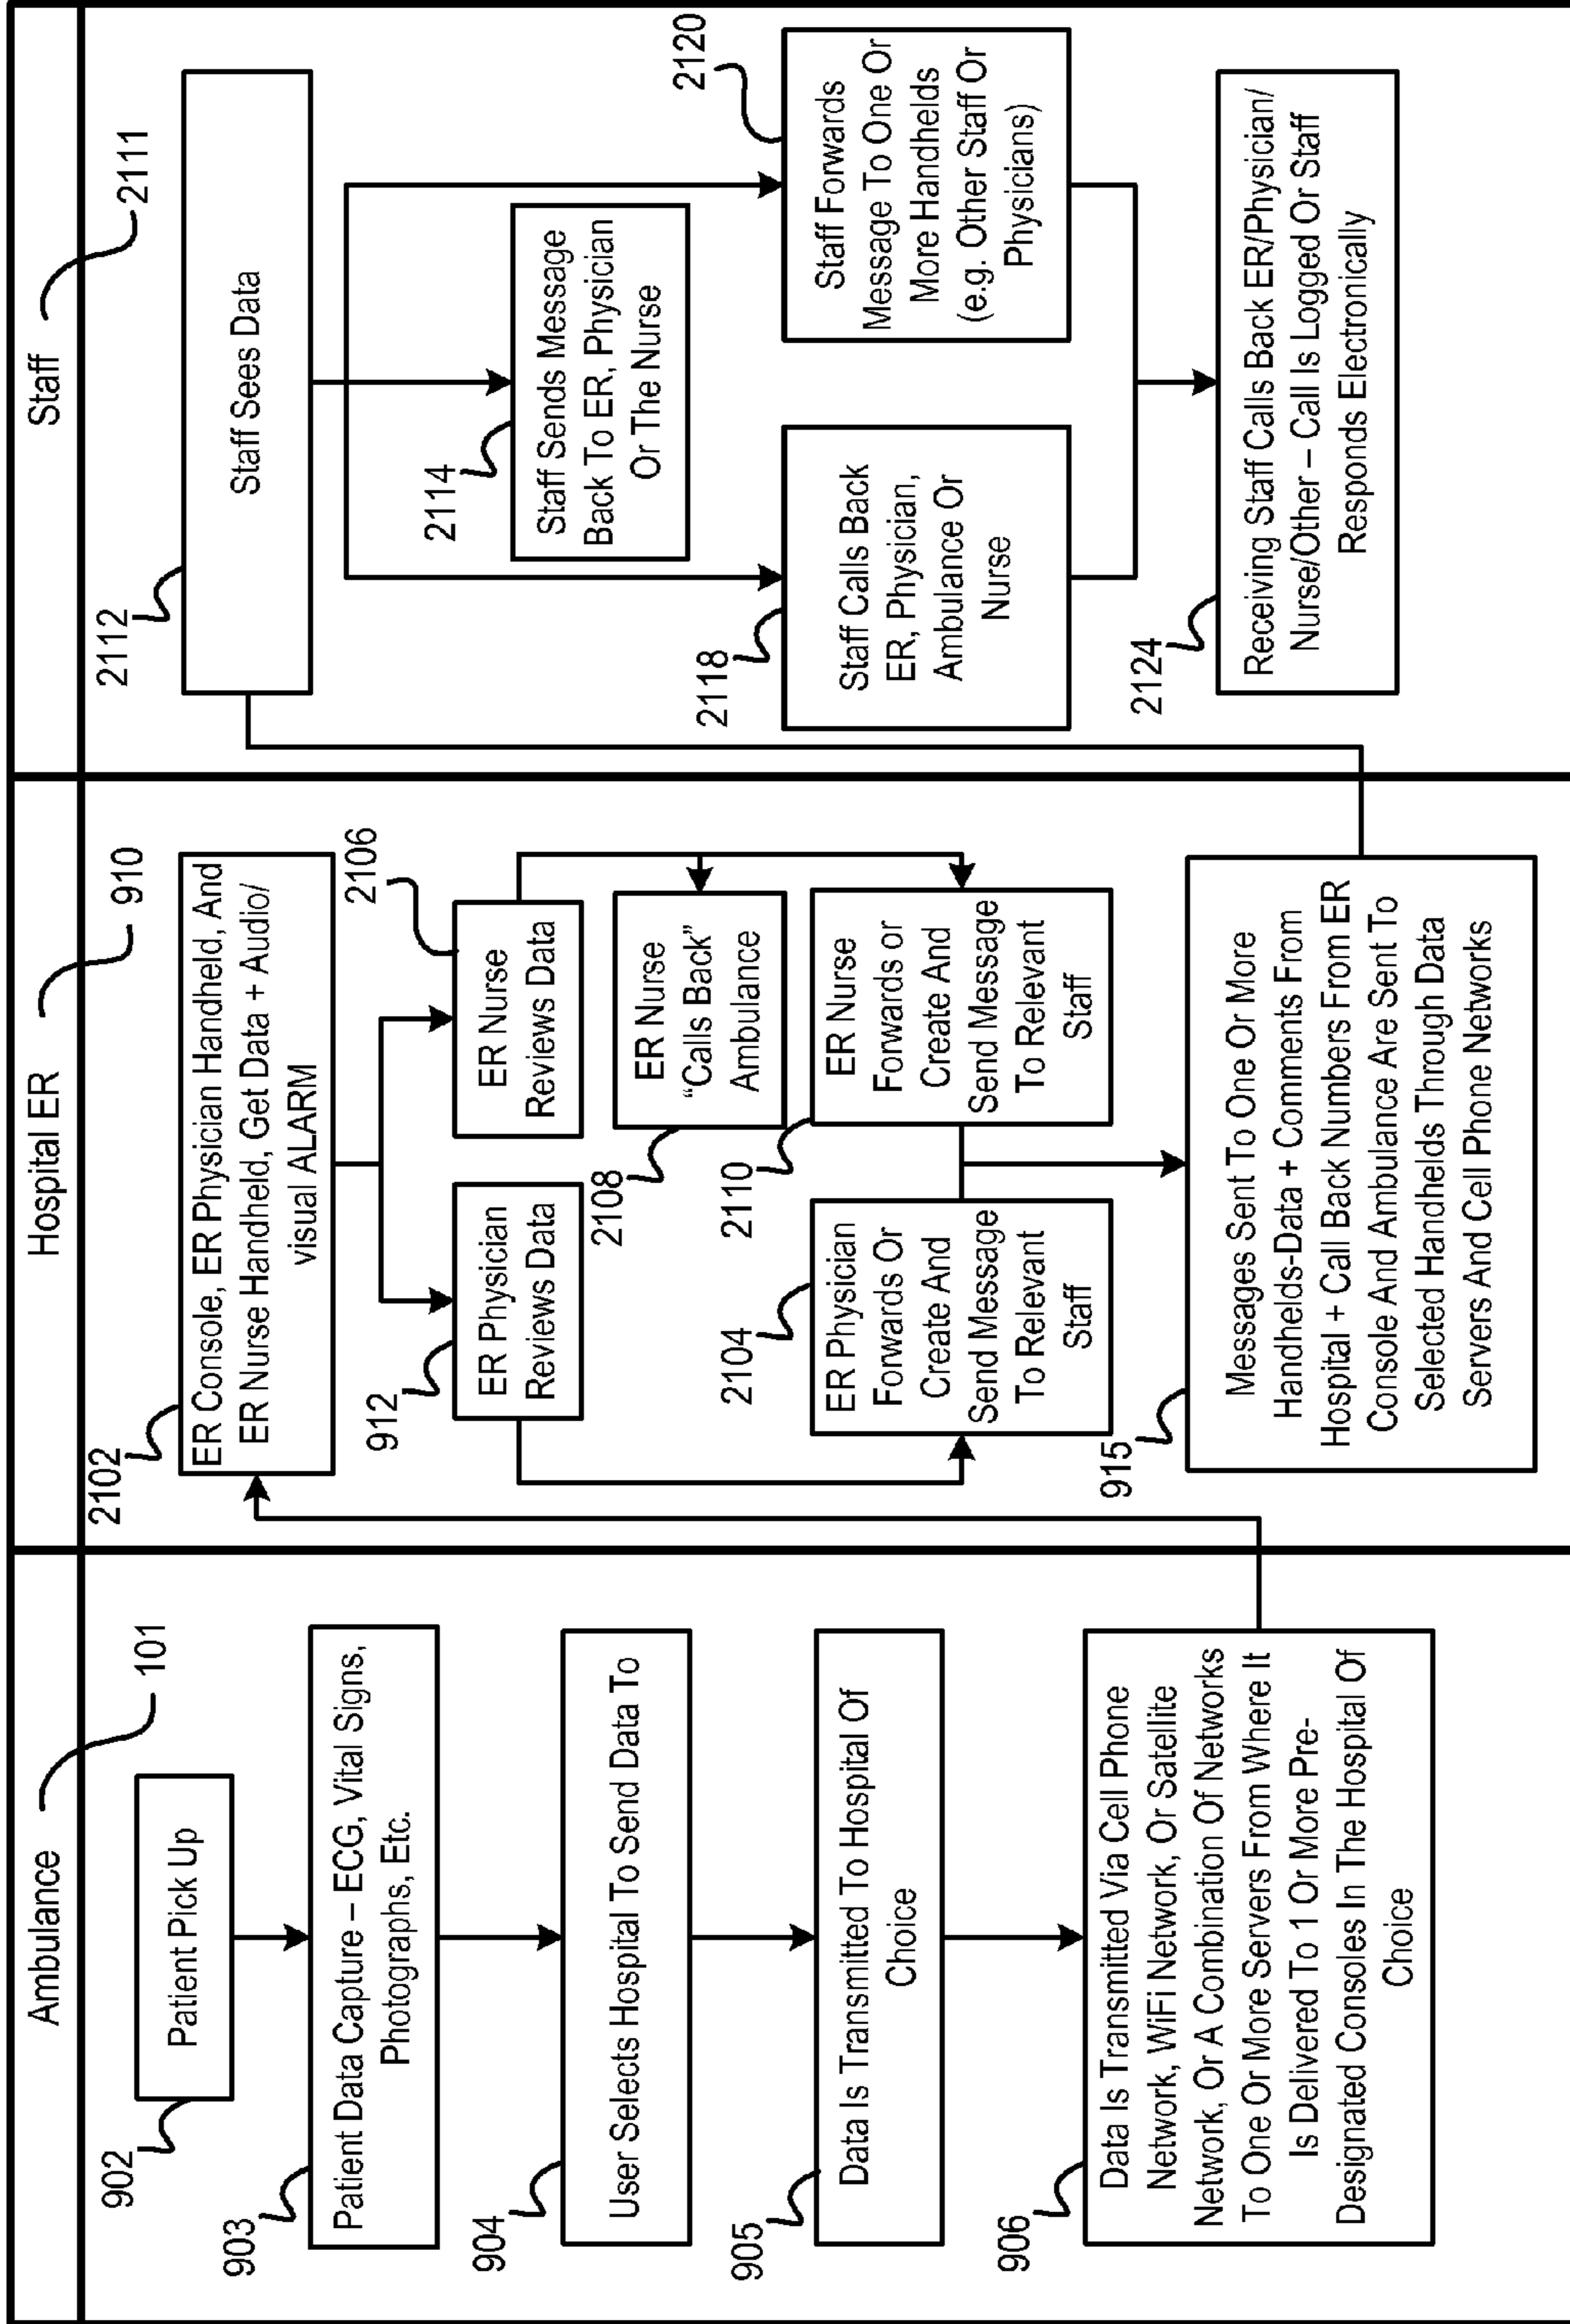 Ambulance
101
902
Patient Pick Up
903
Patient Data Capture – ECG, Vital Signs,
Photographs, Etc.
904
User Selects Hospital To Send Data To
905
Data Is Transmitted To Hospital Of
Choice
906
Data Is Transmitted Via Cell Phone
Network, WiFi Network, Or Satellite
Network, Or A Combination Of Networks
To One Or More Servers From Where It
Is Delivered To 1 Or More Pre-
Designated Consoles In The Hospital Of
Choice
Hospital ER
910
2102
ER Console, ER Physician Handheld, And
ER Nurse Handheld, Get Data + Audio/
visual ALARM
912
ER Physician
Reviews Data
2106
ER Nurse
Reviews Data
2108
ER Nurse
“Calls Back”
Ambulance
2104
ER Physician
Forwards Or
Create And
Send Message
To Relevant
Staff
2110
ER Nurse
Forwards or
Create And
Send Message
To Relevant
Staff
915
Messages Sent To One Or More
Handhelds-Data + Comments From
Hospital + Call Back Numbers From ER
Console And Ambulance Are Sent To
Selected Handhelds Through Data
Servers And Cell Phone Networks
Staff
2111
2112
Staff Sees Data
2114
Staff Sends Message
Back To ER, Physician
Or The Nurse
2118
Staff Calls Back
ER, Physician,
Ambulance Or
Nurse
2120
Staff Forwards
Message To One Or
More Handhelds
(e.g. Other Staff Or
Physicians)
2124
Receiving Staff Calls Back ER/Physician/
Nurse/Other – Call Is Logged Or Staff
Responds Electronically